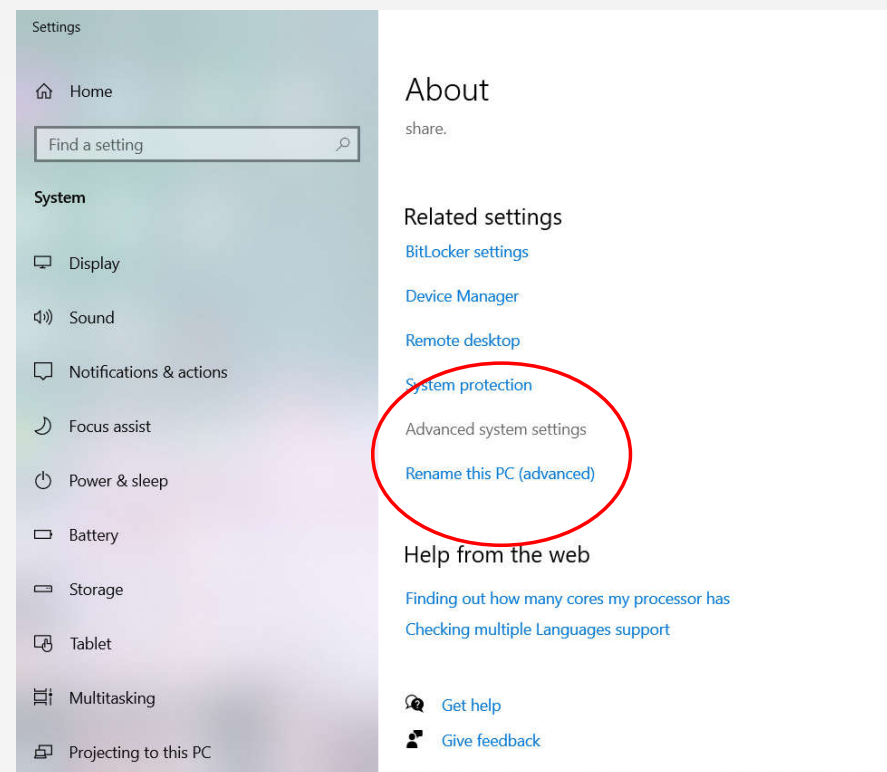 Settings
Home
Find a setting
System
Display
Sound
Notifications & actions
Focus assist
Power & sleep
Battery
Storage
Tablet
Multitasking
Projecting to this PC
About
share.
Related settings
BitLocker settings
Device Manager
Remote desktop
System protection
Advanced system settings
Rename this PC (advanced)
Help from the web
Finding out how many cores my processor has
Checking multiple Languages support
Get help
Give feedback